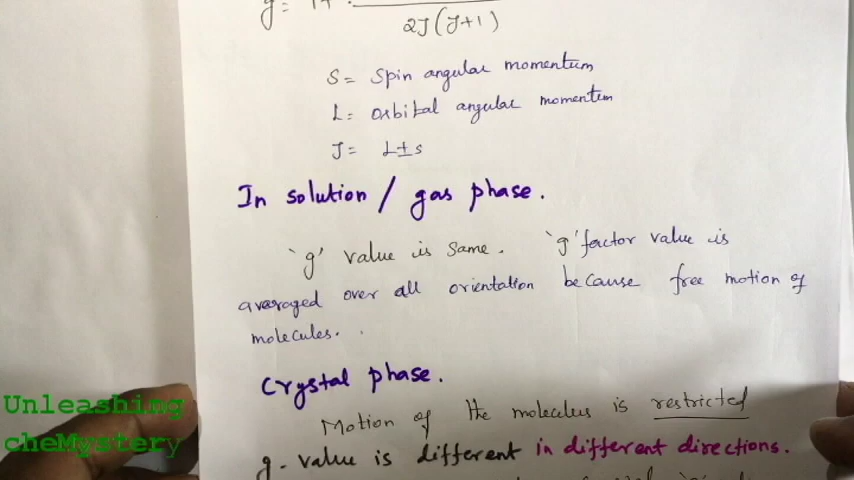 g = 1+
2J(J+1)
S= Spin angular momentum
L= orbital angular momentum
J= L±s
In solution / gas phase.
'g' value is same. 'g' factor value is
averaged over all orientation because free motion of
molecules.
Crystal phase.
Motion of the moleculus is restricted
g-value is different in different directions.
Unleashing
cheMystery